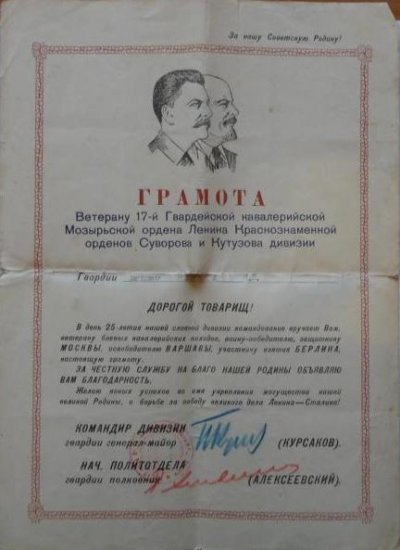 За нашу Советскую Родину!
ГРАМОТА
Ветерану 17-й Гвардейской кавалерийской
Мозырьской ордена Ленина Краснознаменной
орденов Суворова и Кутузова дивизии
Гвардии
ДОРОГОЙ ТОВАРИЩ!
В день 25-летия нашей славной дивизии командование вручает Вам,
ветерану боевых кавалерийских походов, воину-победителю, защитнику
МОСКВЫ, освободителю ВАРШАВЫ, участнику взятия БЕРЛИНА,
настоящую грамоту.
ЗА ЧЕСТНУЮ СЛУЖБУ НА БЛАГО НАШЕЙ РОДИНЫ ОБЪЯВЛЯЮ
ВАМ БЛАГОДАРНОСТЬ.
Желаю новых успехов во имя укрепления могущества нашей
великой Родины, в борьбе за победу великого дела Ленина—Сталина!
КОМАНДИР ДИВИЗИИ
гвардии генерал-майор (КУРСАКОВ).
НАЧ. ПОЛИТОТДЕЛА
гвардии полковник (АЛЕКСЕЕВСКИЙ).